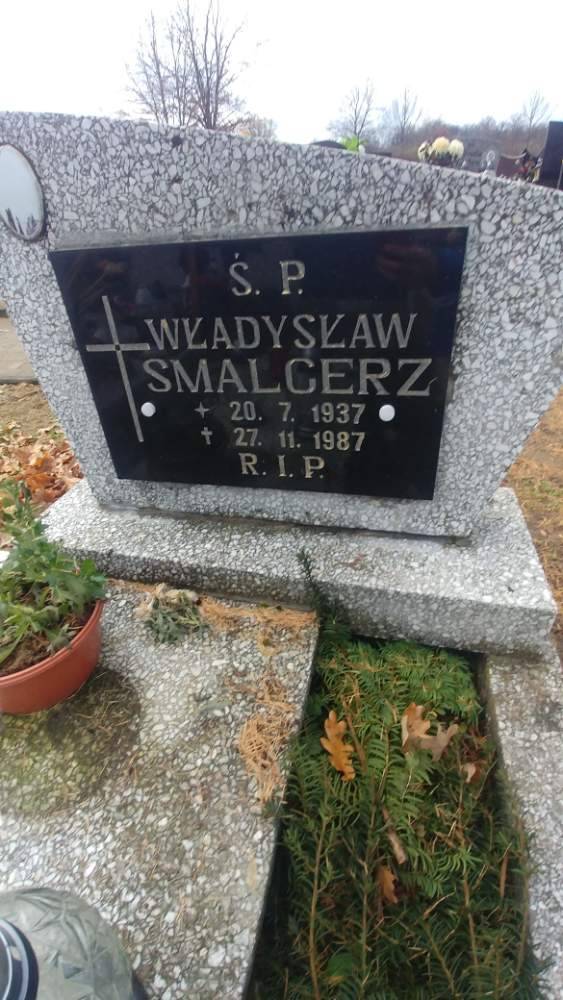 Ś. P.
WŁADYSŁAW
SMALCERZ
20. 7. 1937
27. 11. 1987
R. I. P.